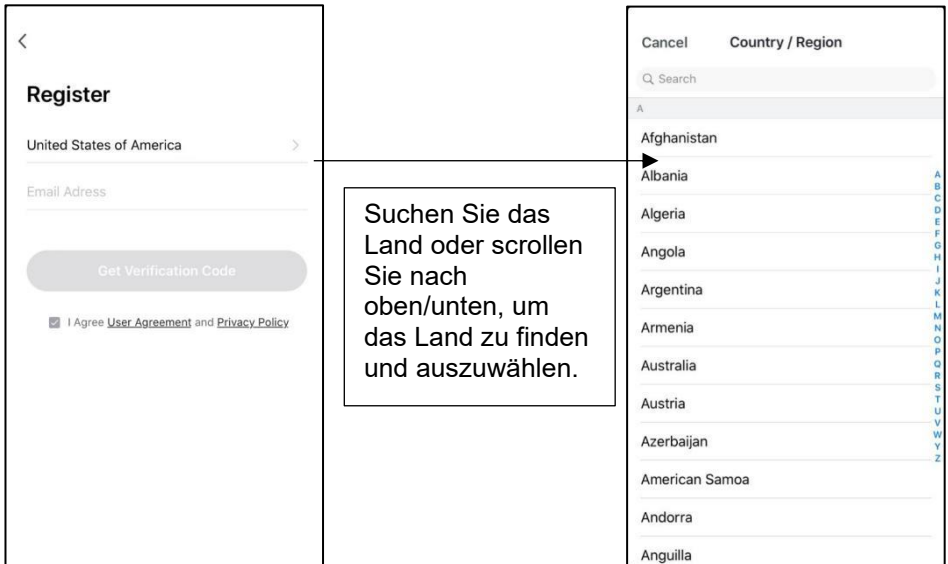 Register
United States of America
Email Adress
Get Verification Code
I Agree User Agreement and Privacy Policy
Suchen Sie das
Land oder scrollen
Sie nach
oben/unten, um
das Land zu finden
und auszuwählen.
Cancel Country / Region
Search
A
Afghanistan
Albania
Algeria
Angola
Argentina
Armenia
Australia
Austria
Azerbaijan
American Samoa
Andorra
Anguilla
A
B
C
D
E
F
G
H
I
J
K
L
M
N
O
P
Q
R
S
T
U
V
W
Y
Z